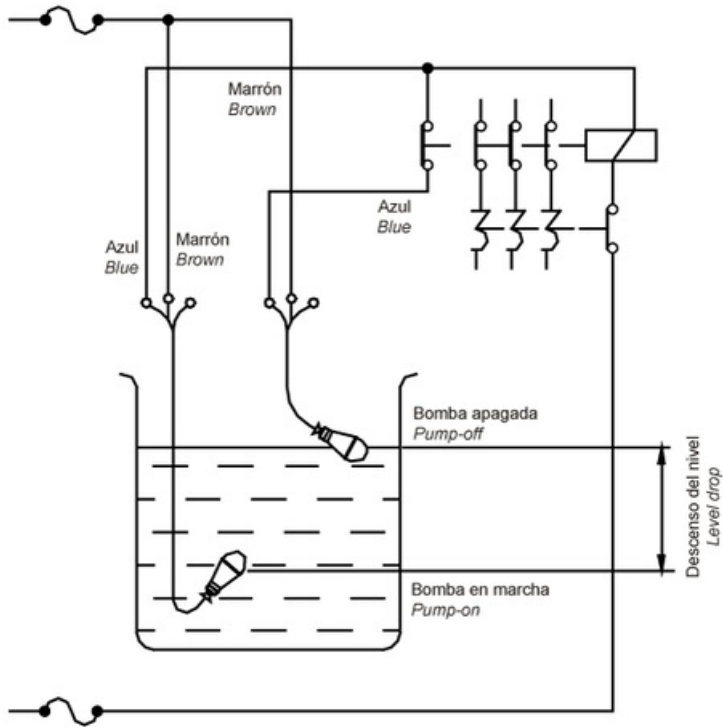 Marrón
Brown
Azul
Blue
Marrón
Brown
Azul
Blue
Bomba apagada
Pump-off
Descenso del nivel
Level drop
Bomba en marcha
Pump-on